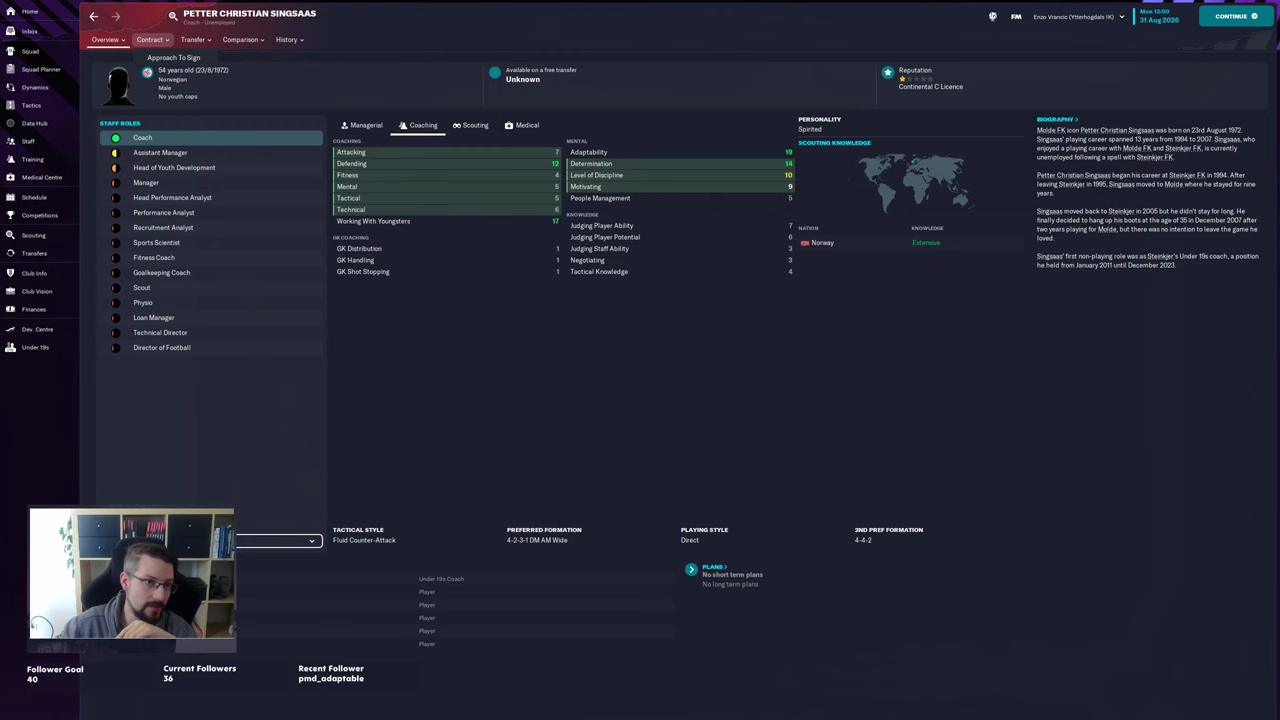 Home
Inbox
Squad
Squad Planner
Dynamics
Tactics
Data Hub
Staff
Training
Medical Centre
Schedule
Competitions
Scouting
Transfers
Club Info
Club Vision
Finances
Dev. Centre
Under 19s
PETTER CHRISTIAN SINGSAAS
Coach - Unemployed
FM
Enzo Vrancic (Ytterhogdals IK)
Mon 13:00
31 Aug 2026
CONTINUE
Overview
Contract
Transfer
Comparison
History
Approach To Sign
54 years old (23/8/1972)
Norwegian
Male
No youth caps
Available on a free transfer
Unknown
Reputation
Continental C Licence
STAFF ROLES
Coach
Assistant Manager
Head of Youth Development
Manager
Head Performance Analyst
Performance Analyst
Recruitment Analyst
Sports Scientist
Fitness Coach
Goalkeeping Coach
Scout
Physio
Loan Manager
Technical Director
Director of Football
Managerial
Coaching
Scouting
Medical
COACHING
Attacking 7
Defending 12
Fitness 4
Mental 5
Tactical 5
Technical 6
Working With Youngsters 17
GK COACHING
GK Distribution 1
GK Handling 1
GK Shot Stopping 1
MENTAL
Adaptability 19
Determination 14
Level of Discipline 10
Motivating 9
People Management 5
KNOWLEDGE
Judging Player Ability 7
Judging Player Potential 6
Judging Staff Ability 3
Negotiating 3
Tactical Knowledge 4
PERSONALITY
Spirited
SCOUTING KNOWLEDGE
NATION KNOWLEDGE
Norway Extensive
BIOGRAPHY
Molde FK icon Petter Christian Singsaas was born on 23rd August 1972.
Singsaas' playing career spanned 13 years from 1994 to 2007. Singsaas, who
enjoyed a playing career with Molde FK and Steinkjer FK, is currently
unemployed following a spell with Steinkjer FK.
Petter Christian Singsaas began his career at Steinkjer FK in 1994. After
leaving Steinkjer in 1995, Singsaas moved to Molde where he stayed for nine
years.
Singsaas moved back to Steinkjer in 2005 but he didn't stay for long. He
finally decided to hang up his boots at the age of 35 in December 2007 after
two years playing for Molde, but there was no intention to leave the game he
loved.
Singsaas' first non-playing role was as Steinkjer's Under 19s coach, a position
he held from January 2011 until December 2023.
TACTICAL STYLE
Fluid Counter-Attack
PREFERRED FORMATION
4-2-3-1 DM AM Wide
PLAYING STYLE
Direct
2ND PREF FORMATION
4-4-2
Under 19s Coach
Player
Player
Player
Player
Player
PLANS
No short term plans
No long term plans
Follower Goal
40
Current Followers
36
Recent Follower
pmd_adaptable